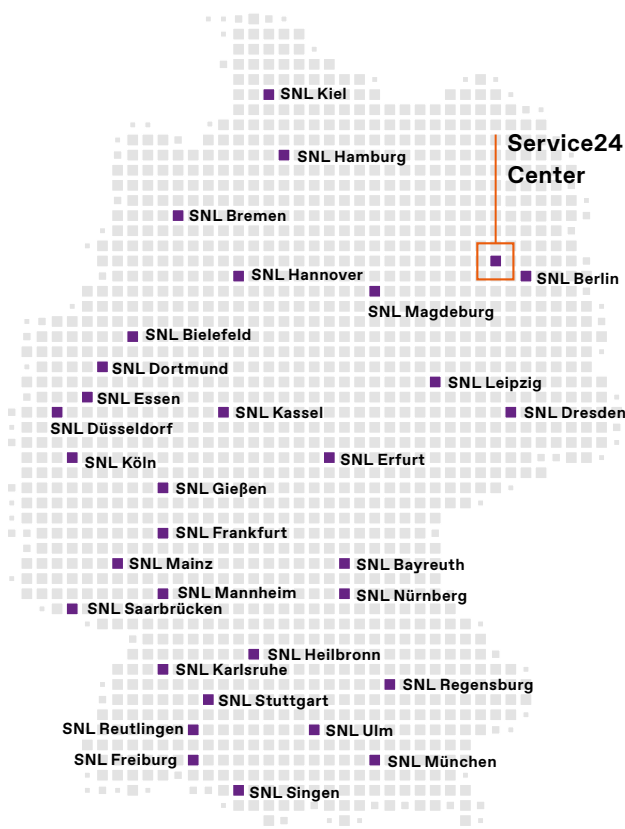 SNL Kiel
Service24
Center
SNL Hamburg
SNL Bremen
SNL Hannover
SNL Berlin
SNL Magdeburg
SNL Bielefeld
SNL Dortmund
SNL Leipzig
SNL Essen
SNL Kassel
SNL Dresden
SNL Düsseldorf
SNL Köln
SNL Erfurt
SNL Gießen
SNL Frankfurt
SNL Mainz
SNL Bayreuth
SNL Mannheim
SNL Nürnberg
SNL Saarbrücken
SNL Heilbronn
SNL Karlsruhe
SNL Regensburg
SNL Stuttgart
SNL Reutlingen
SNL Ulm
SNL Freiburg
SNL München
SNL Singen